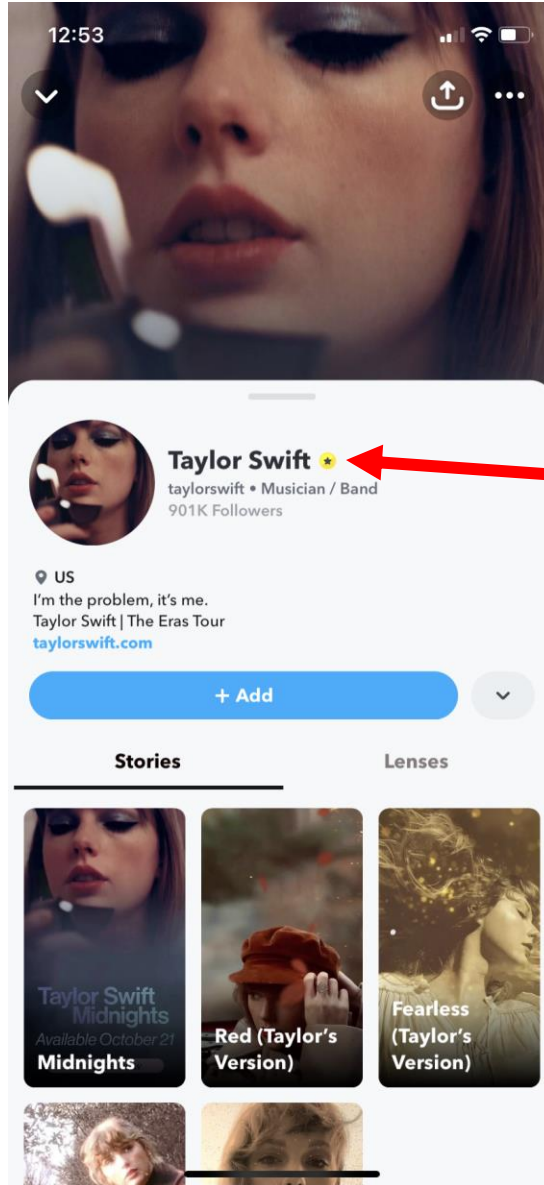 12:53
Taylor Swift
taylorswift • Musician / Band
901K Followers
US
I'm the problem, it's me.
Taylor Swift | The Eras Tour
taylorswift.com
+ Add
Stories
Lenses
Taylor Swift
Midnights
Available October 21
Midnights
Red (Taylor's
Version)
Fearless
(Taylor's
Version)